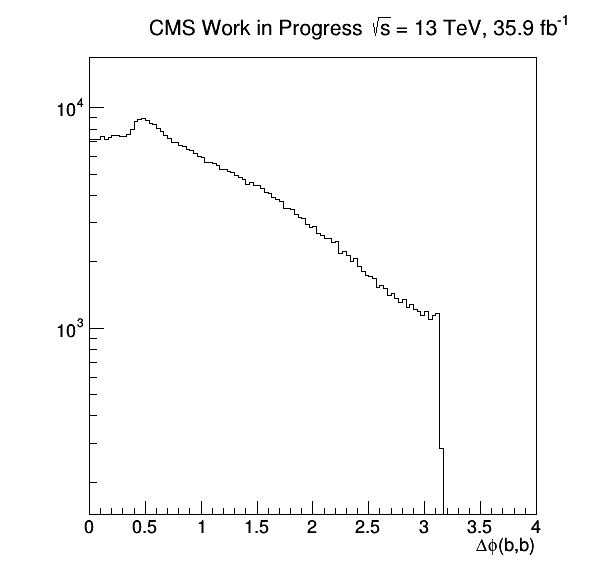 CMS Work in Progress √s = 13 TeV, 35.9 fb⁻¹
10⁴
10³
0 0.5 1 1.5 2 2.5 3 3.5 4
Δϕ(b,b)